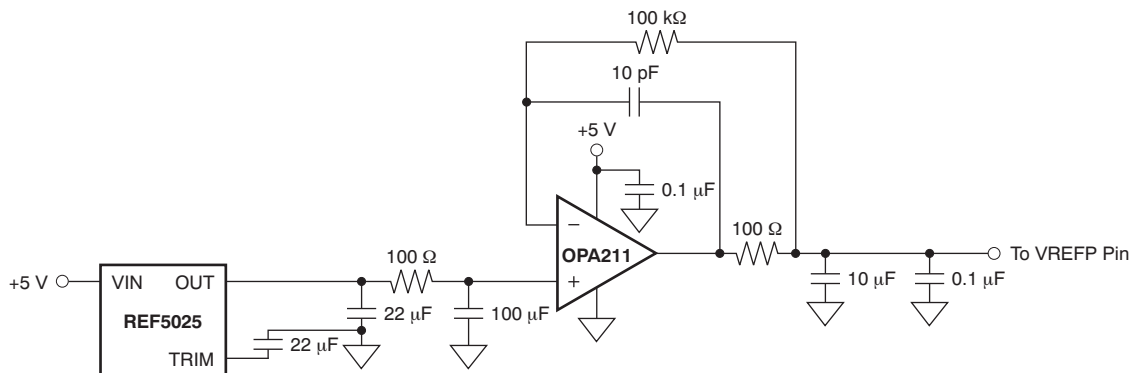 100 kΩ
10 pF
+5 V
0.1 μF
−
OPA211
+
100 Ω
To VREFP Pin
10 μF
0.1 μF
100 Ω
+5 V
VIN
OUT
REF5025
TRIM
22 μF
22 μF
100 μF